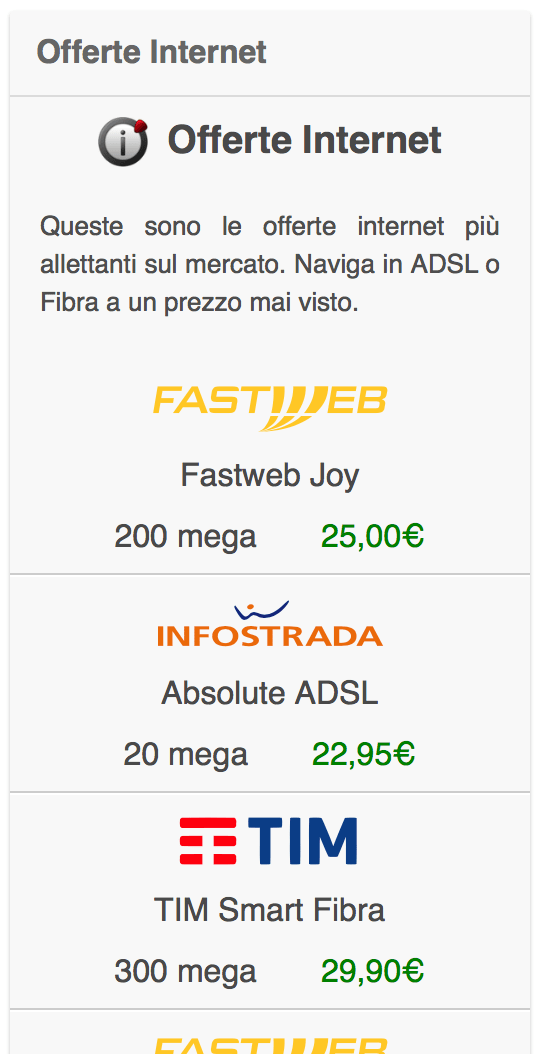 Offerte Internet
Offerte Internet
Queste sono le offerte internet più
allettanti sul mercato. Naviga in ADSL o
Fibra a un prezzo mai visto.
FASTWEB
Fastweb Joy
200 mega 25,00€
INFOSTRADA
Absolute ADSL
20 mega 22,95€
TIM
TIM Smart Fibra
300 mega 29,90€
FASTWEB